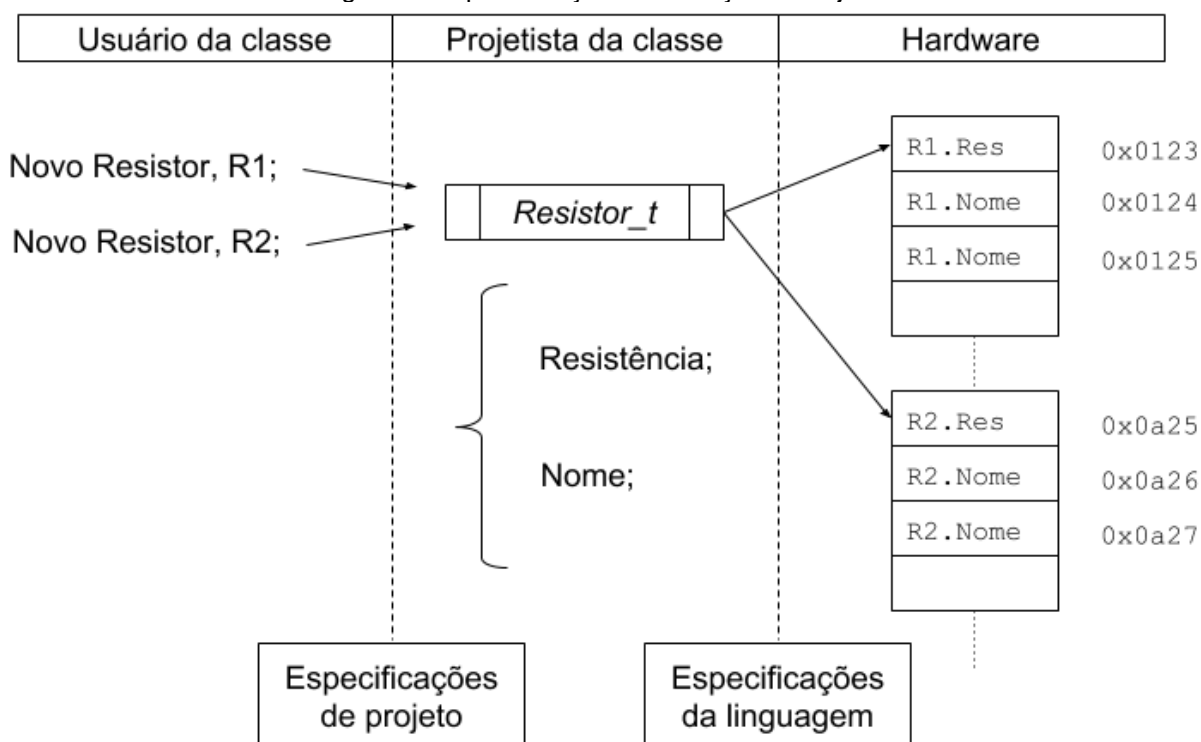 Usuário da classe
Projetista da classe
Hardware
Novo Resistor, R1;
Novo Resistor, R2;
Resistor_t
Resistência;
Nome;
R1.Res 0x0123
R1.Nome 0x0124
R1.Nome 0x0125
R2.Res 0x0a25
R2.Nome 0x0a26
R2.Nome 0x0a27
Especificações
de projeto
Especificações
da linguagem